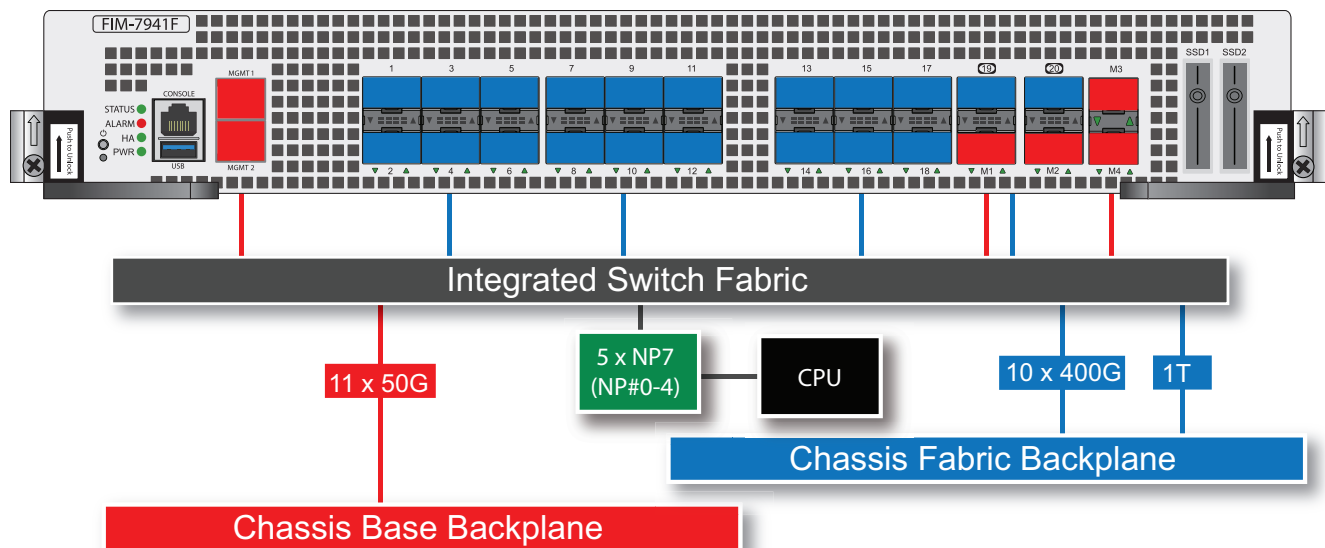 FIM-7941F
SSD1 SSD2
1 3 5 7 9 11 13 15 17 19 20 M3
MGMT 1
CONSOLE
STATUS
ALARM
HA
PWR
USB
MGMT 2
Push to Unlock
Push to Unlock
2 4 6 8 10 12 14 16 18 M1 M2 M4
Integrated Switch Fabric
5 x NP7
(NP#0-4)
CPU
11 x 50G
10 x 400G
1T
Chassis Fabric Backplane
Chassis Base Backplane